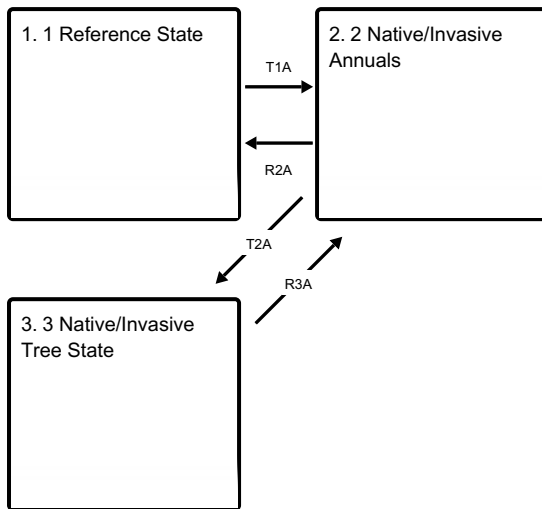 1. 1 Reference State
2. 2 Native/Invasive
Annuals
T1A
R2A
T2A
R3A
3. 3 Native/Invasive
Tree State